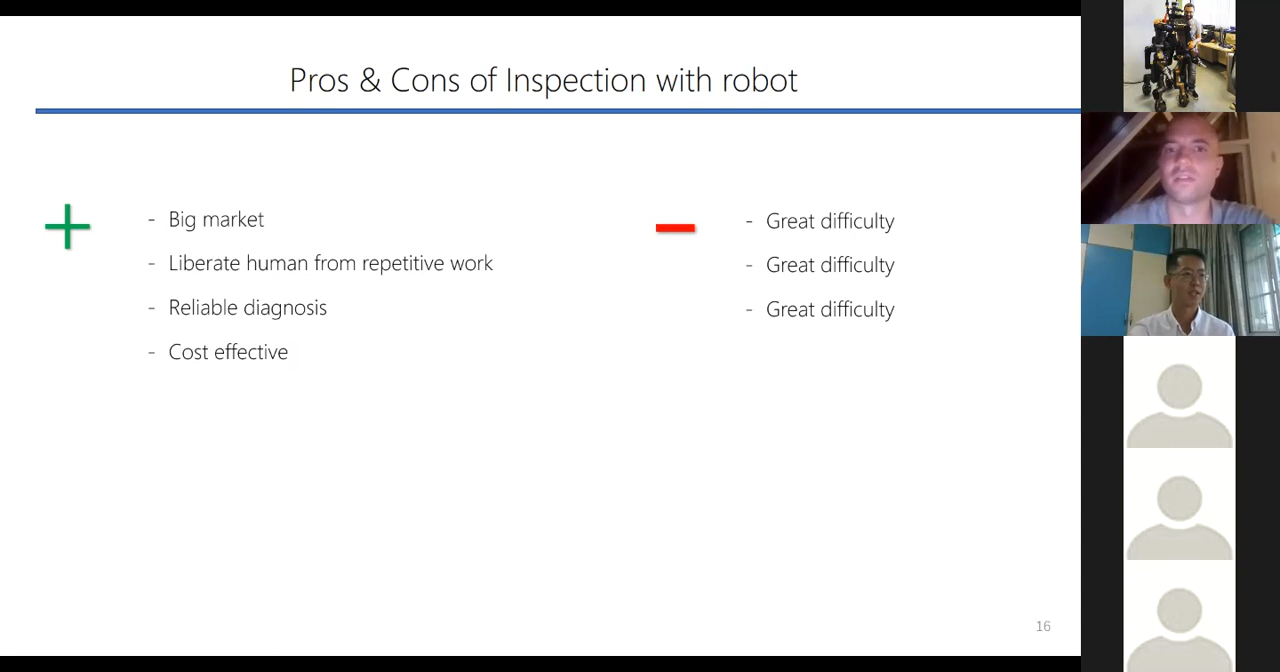 Pros & Cons of Inspection with robot
- Big market
- Liberate human from repetitive work
- Reliable diagnosis
- Cost effective
- Great difficulty
- Great difficulty
- Great difficulty
16